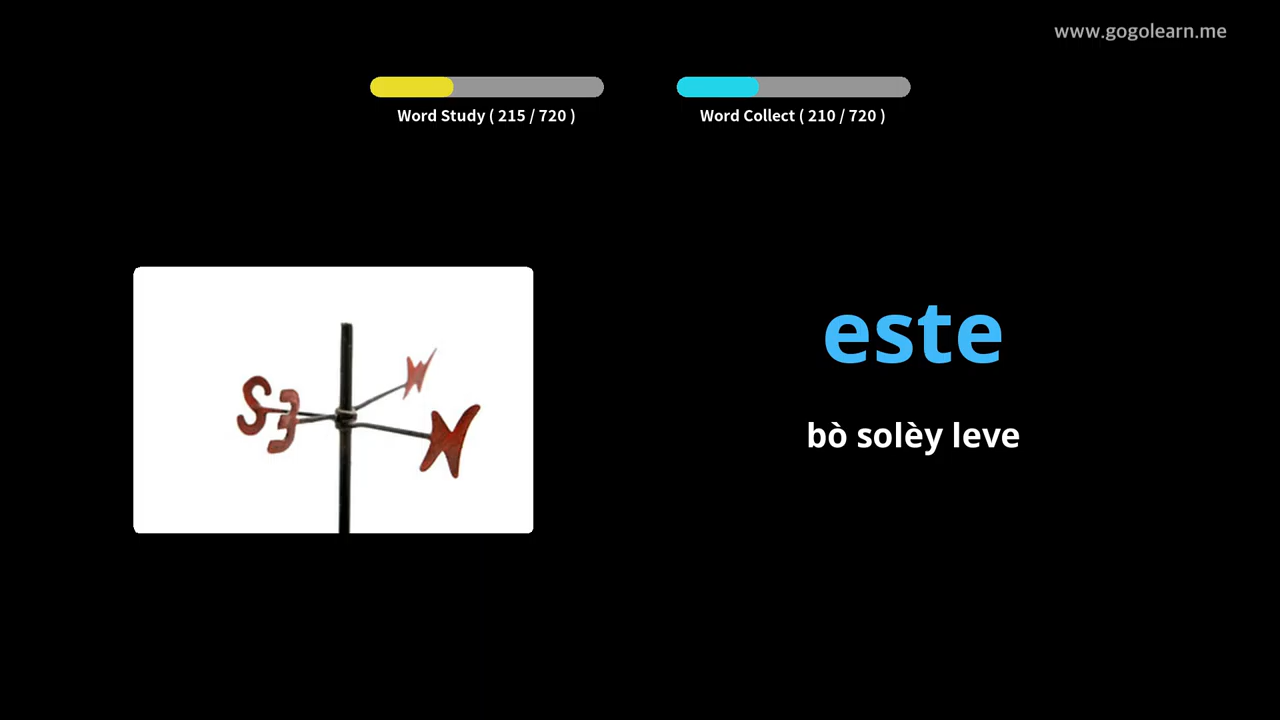 www.gogolearn.me
Word Study ( 215 / 720 )
Word Collect ( 210 / 720 )
este
bò solèy leve
S E N W